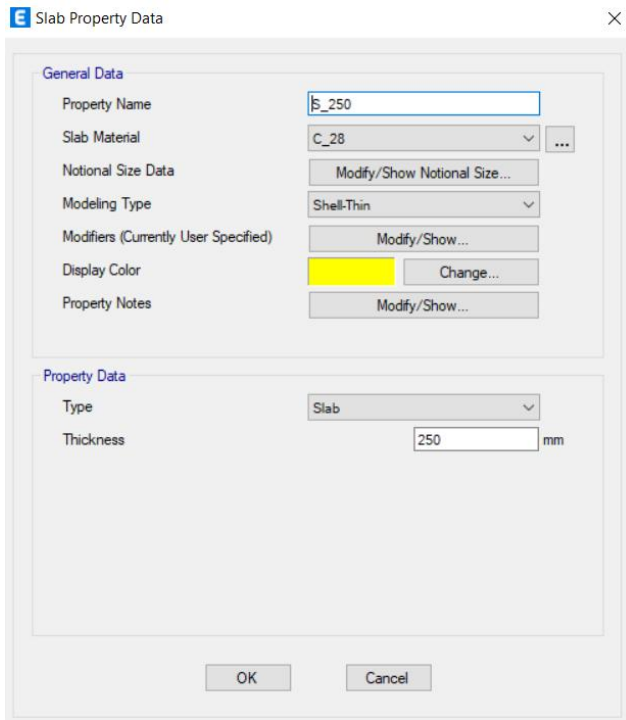 E Slab Property Data
General Data
Property Name S_250
Slab Material C_28 ...
Notional Size Data Modify/Show Notional Size...
Modeling Type Shell-Thin
Modifiers (Currently User Specified) Modify/Show...
Display Color Change...
Property Notes Modify/Show...
Property Data
Type Slab
Thickness 250 mm
OK Cancel